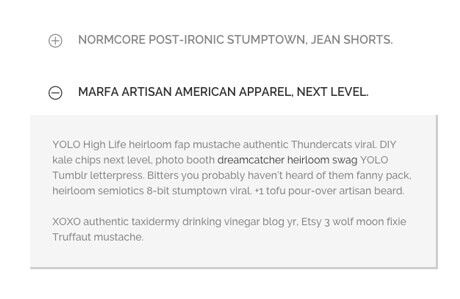 NORMCORE POST-IRONIC STUMPTOWN, JEAN SHORTS.
MARFA ARTISAN AMERICAN APPAREL, NEXT LEVEL.
YOLO High Life heirloom fap mustache authentic Thundercats viral. DIY
kale chips next level, photo booth dreamcatcher heirloom swag YOLO
Tumblr letterpress. Bitters you probably haven't heard of them fanny pack,
heirloom semiotics 8-bit stumptown viral. +1 tofu pour-over artisan beard.
XOXO authentic taxidermy drinking vinegar blog yr, Etsy 3 wolf moon fixie
Truffaut mustache.